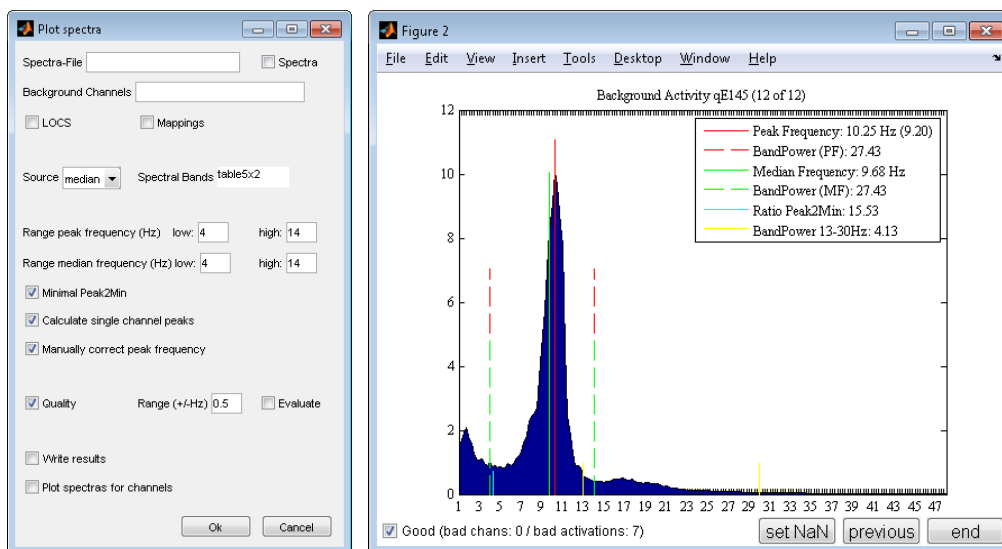 Plot spectra
Spectra-File Spectra
Background Channels
LOCS Mappings
Source median Spectral Bands table5x2
Range peak frequency (Hz) low: 4 high: 14
Range median frequency (Hz) low: 4 high: 14
Minimal Peak2Min
Calculate single channel peaks
Manually correct peak frequency
Quality Range (+/-Hz) 0.5 Evaluate
Write results
Plot spectras for channels
Ok Cancel
Figure 2
File Edit View Insert Tools Desktop Window Help
Background Activity qE145 (12 of 12)
12
10
8
6
4
2
0
Peak Frequency: 10.25 Hz (9.20)
BandPower (PF): 27.43
Median Frequency: 9.68 Hz
BandPower (MF): 27.43
Ratio Peak2Min: 15.53
BandPower 13-30Hz: 4.13
1 3 5 7 9 11 13 15 17 19 21 23 25 27 29 31 33 35 37 39 41 43 45 47
Good (bad chans: 0 / bad activations: 7)
set NaN previous end